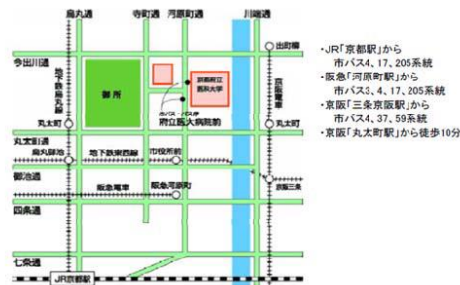 烏丸通
寺町通
河原町通
川端通
今出川通
出町柳
地下鉄烏丸線
御所
京都府立
医科大学
京阪電車
市バス・バス停
府立医大病院前
丸太町
丸太町
丸太町通
烏丸御池
地下鉄東西線
市役所前
御池通
京阪三条
阪急電車
阪急河原町
四条通
七条通
JR京都駅
・JR「京都駅」から
市バス4、17、205系統
・阪急「河原町駅」から
市バス3、4、17、205系統
・京阪「三条京阪駅」から
市バス4、37、59系統
・京阪「丸太町駅」から徒歩10分